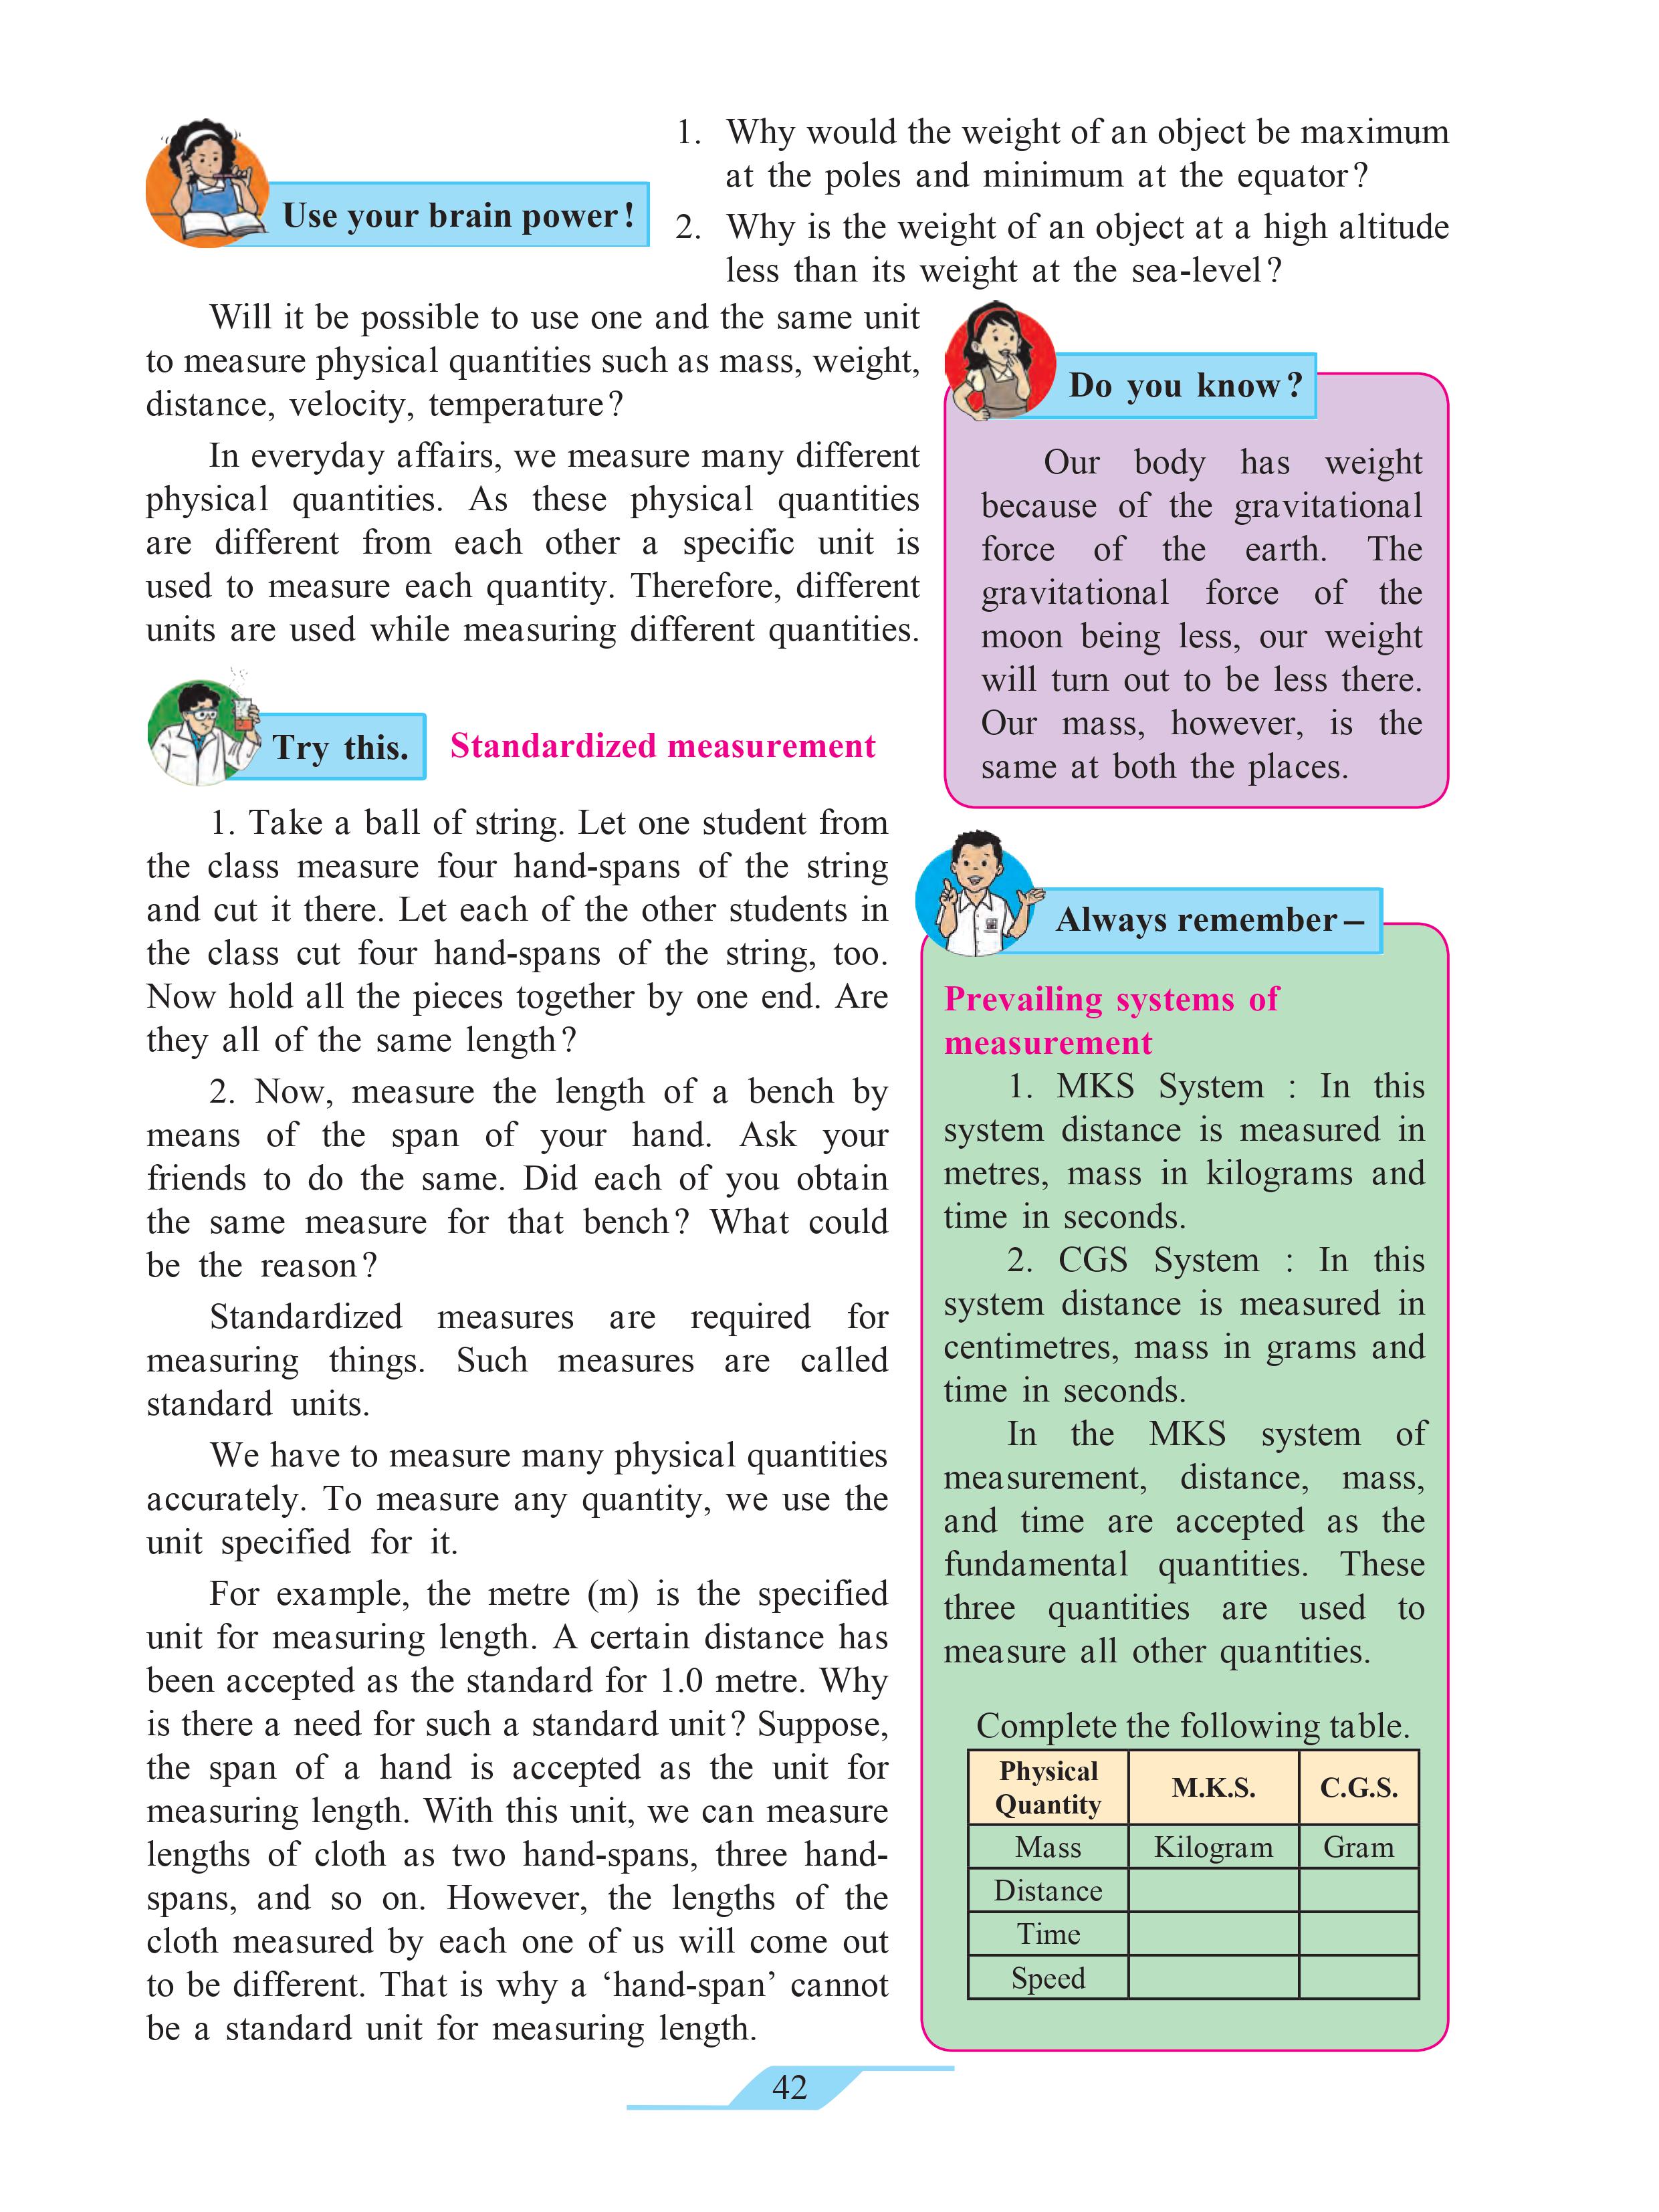 Use your brain power!
1. Why would the weight of an object be maximum
at the poles and minimum at the equator?
2. Why is the weight of an object at a high altitude
less than its weight at the sea-level?
Will it be possible to use one and the same unit
to measure physical quantities such as mass, weight,
distance, velocity, temperature?
In everyday affairs, we measure many different
physical quantities. As these physical quantities
are different from each other a specific unit is
used to measure each quantity. Therefore, different
units are used while measuring different quantities.
Try this. Standardized measurement
1. Take a ball of string. Let one student from
the class measure four hand-spans of the string
and cut it there. Let each of the other students in
the class cut four hand-spans of the string, too.
Now hold all the pieces together by one end. Are
they all of the same length?
2. Now, measure the length of a bench by
means of the span of your hand. Ask your
friends to do the same. Did each of you obtain
the same measure for that bench? What could
be the reason?
Standardized measures are required for
measuring things. Such measures are called
standard units.
We have to measure many physical quantities
accurately. To measure any quantity, we use the
unit specified for it.
For example, the metre (m) is the specified
unit for measuring length. A certain distance has
been accepted as the standard for 1.0 metre. Why
is there a need for such a standard unit? Suppose,
the span of a hand is accepted as the unit for
measuring length. With this unit, we can measure
lengths of cloth as two hand-spans, three hand-
spans, and so on. However, the lengths of the
cloth measured by each one of us will come out
to be different. That is why a ‘hand-span’ cannot
be a standard unit for measuring length.
Do you know?
Our body has weight
because of the gravitational
force of the earth. The
gravitational force of the
moon being less, our weight
will turn out to be less there.
Our mass, however, is the
same at both the places.
Always remember –
Prevailing systems of
measurement
1. MKS System : In this
system distance is measured in
metres, mass in kilograms and
time in seconds.
2. CGS System : In this
system distance is measured in
centimetres, mass in grams and
time in seconds.
In the MKS system of
measurement, distance, mass,
and time are accepted as the
fundamental quantities. These
three quantities are used to
measure all other quantities.
Complete the following table.
Physical
Quantity M.K.S. C.G.S.
Mass Kilogram Gram
Distance
Time
Speed
42